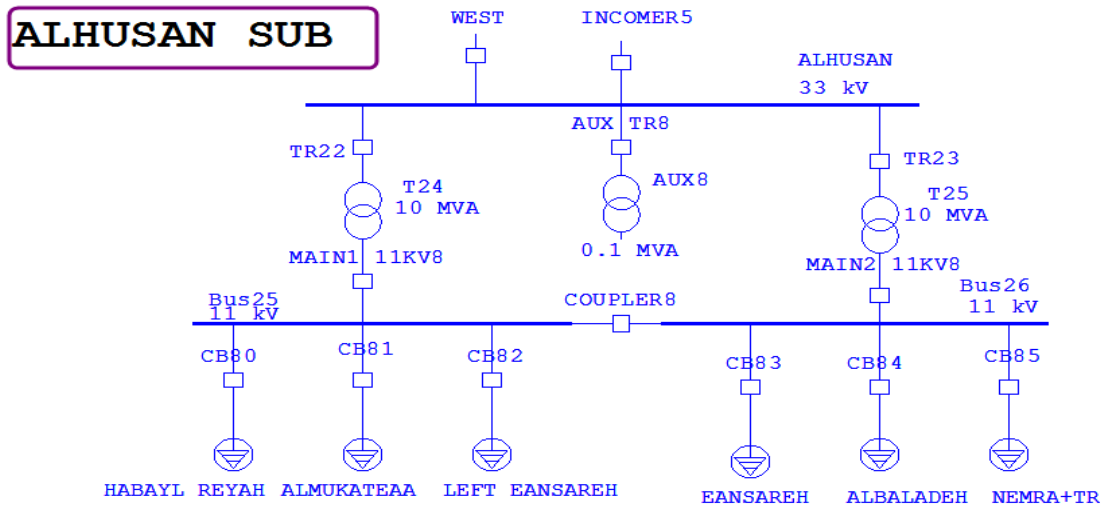 ALHUSAN SUB
WEST
INCOMER5
ALHUSAN
33 kV
AUX TR8
TR22
TR23
T24
10 MVA
AUX8
T25
10 MVA
0.1 MVA
MAIN1 11KV8
MAIN2 11KV8
Bus25
11 kV
COUPLER8
Bus26
11 kV
CB80
CB81
CB82
CB83
CB84
CB85
HABAYL REYAH
ALMUKATEAA
LEFT EANSAREH
EANSAREH
ALBALADEH
NEMRA+TR